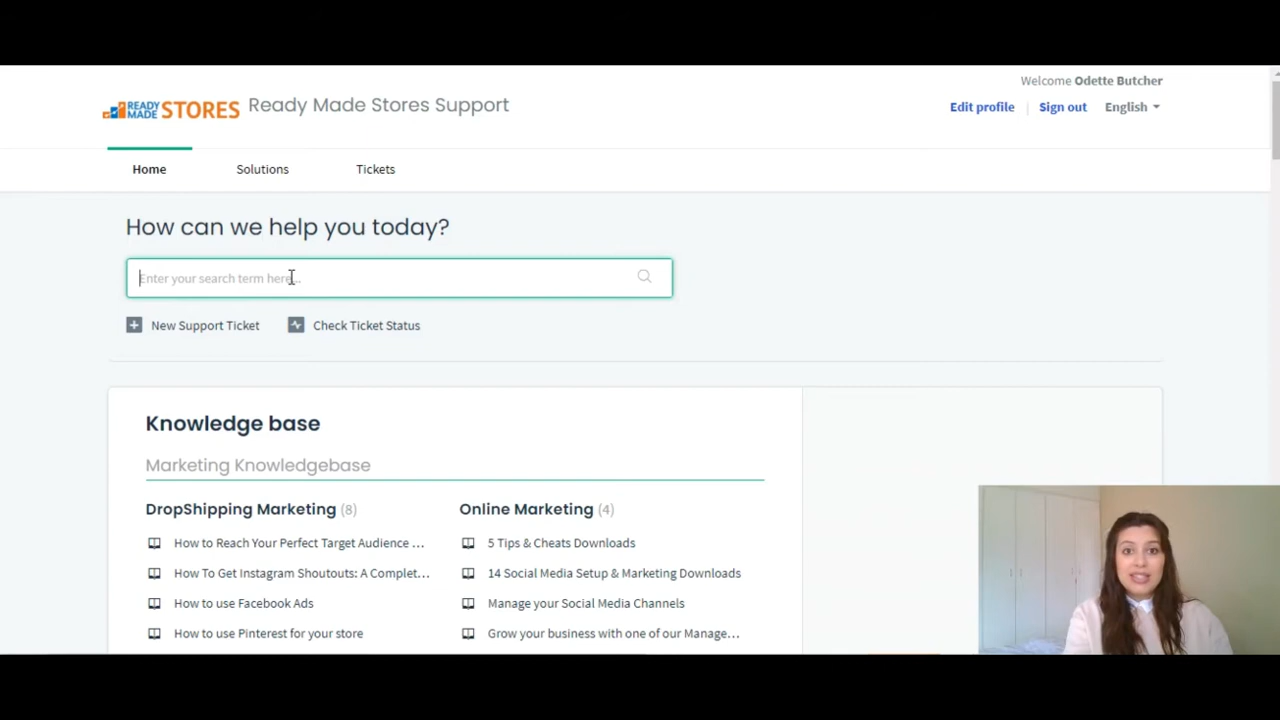 Welcome Odette Butcher
READY MADE STORES Ready Made Stores Support
Edit profile Sign out English
Home Solutions Tickets
How can we help you today?
Enter your search term here...
New Support Ticket Check Ticket Status
Knowledge base
Marketing Knowledgebase
DropShipping Marketing (8)
How to Reach Your Perfect Target Audience ...
How To Get Instagram Shoutouts: A Complet...
How to use Facebook Ads
How to use Pinterest for your store
Online Marketing (4)
5 Tips & Cheats Downloads
14 Social Media Setup & Marketing Downloads
Manage your Social Media Channels
Grow your business with one of our Manage...